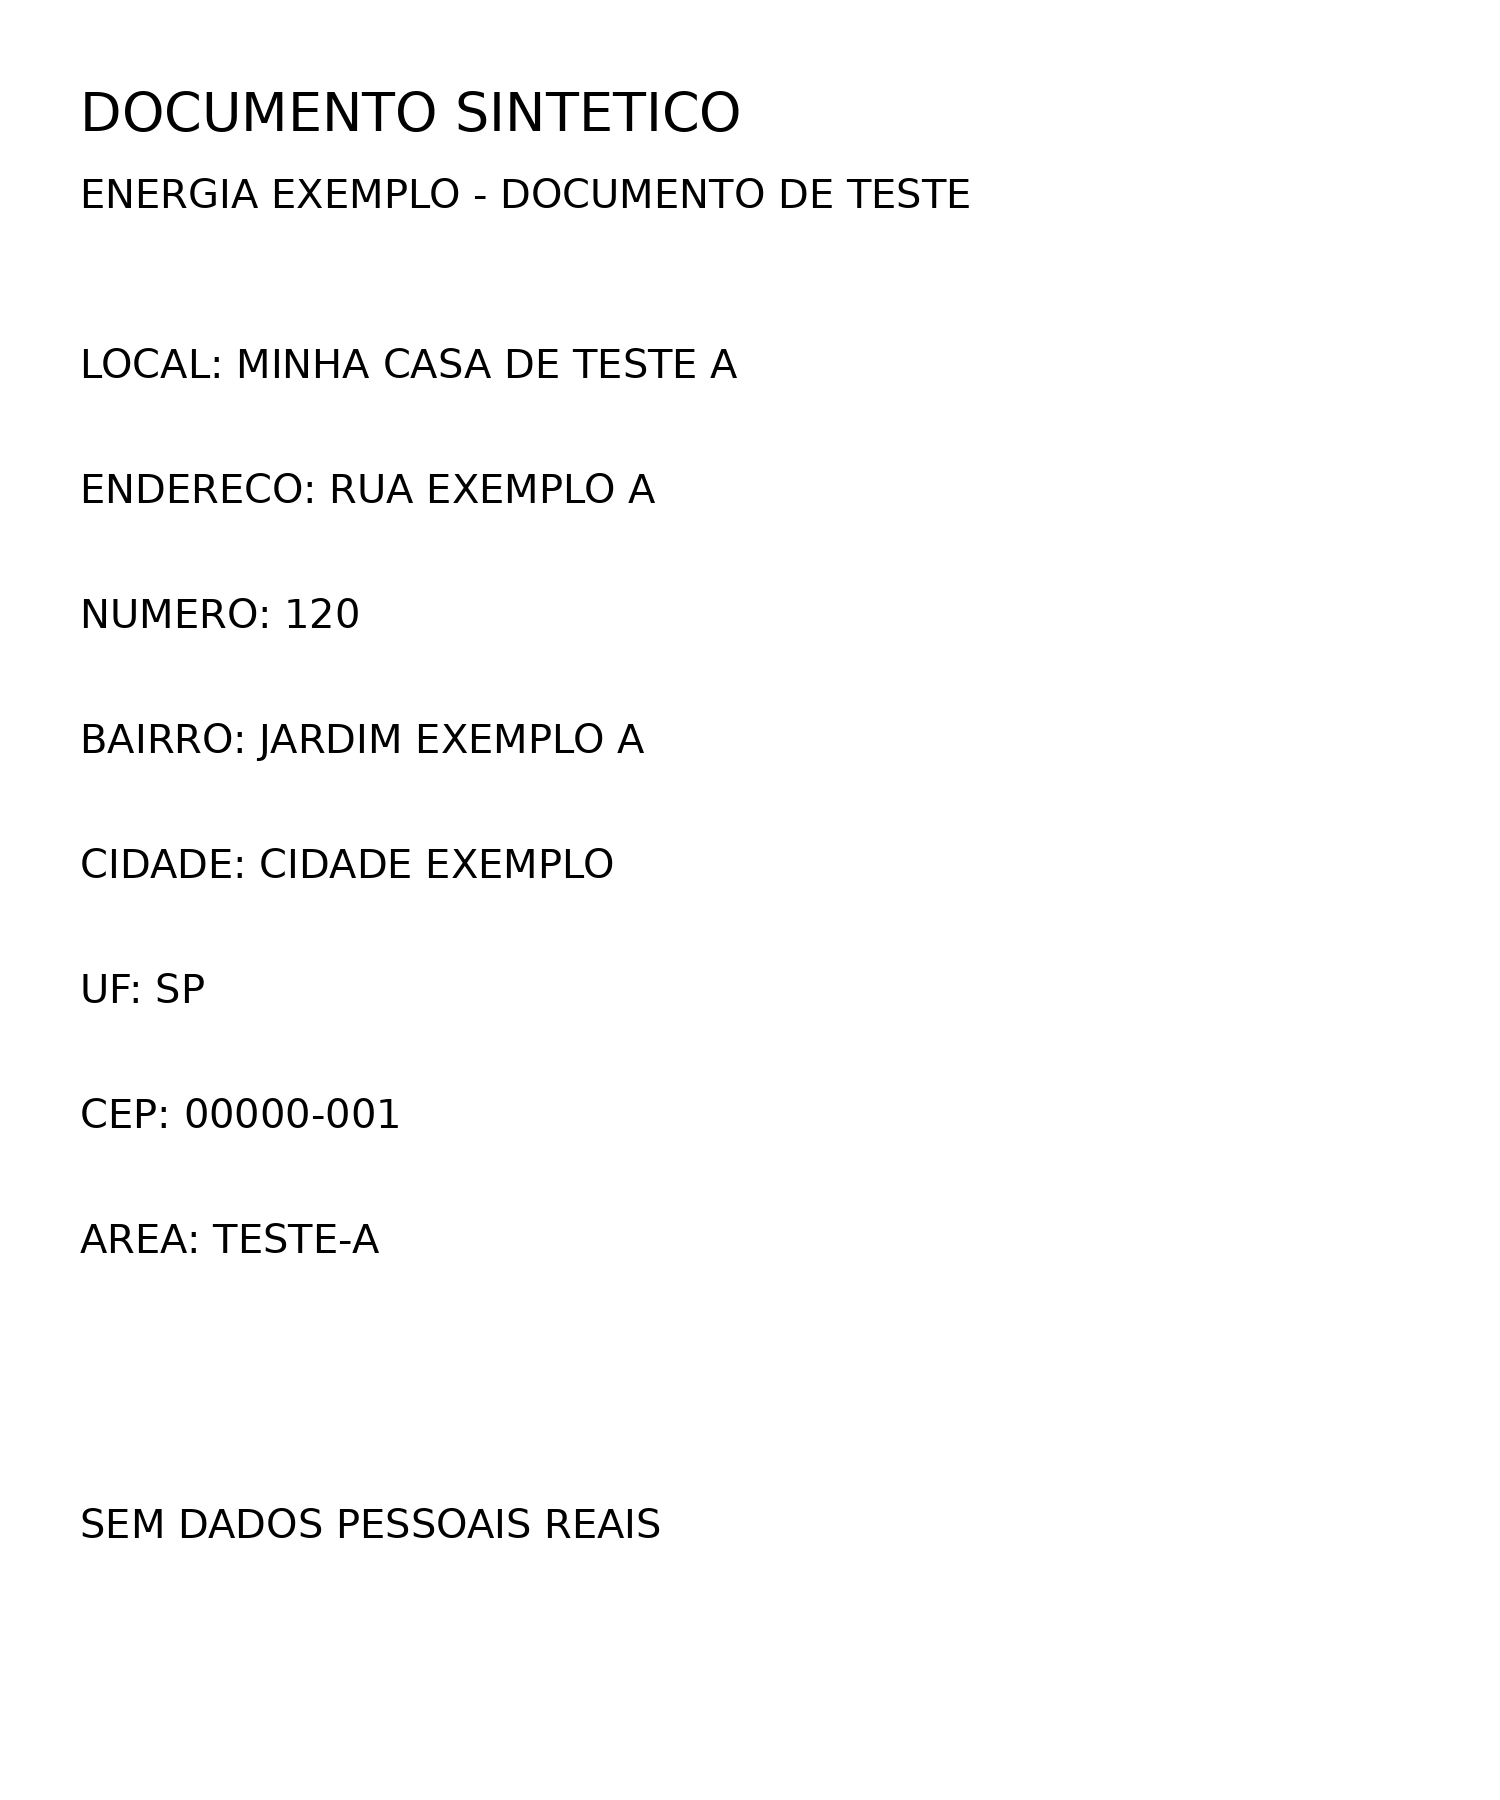 DOCUMENTO SINTETICO
ENERGIA EXEMPLO - DOCUMENTO DE TESTE
LOCAL: MINHA CASA DE TESTE A
ENDERECO: RUA EXEMPLO A
NUMERO: 120
BAIRRO: JARDIM EXEMPLO A
CIDADE: CIDADE EXEMPLO
UF: SP
CEP: 00000-001
AREA: TESTE-A
SEM DADOS PESSOAIS REAIS